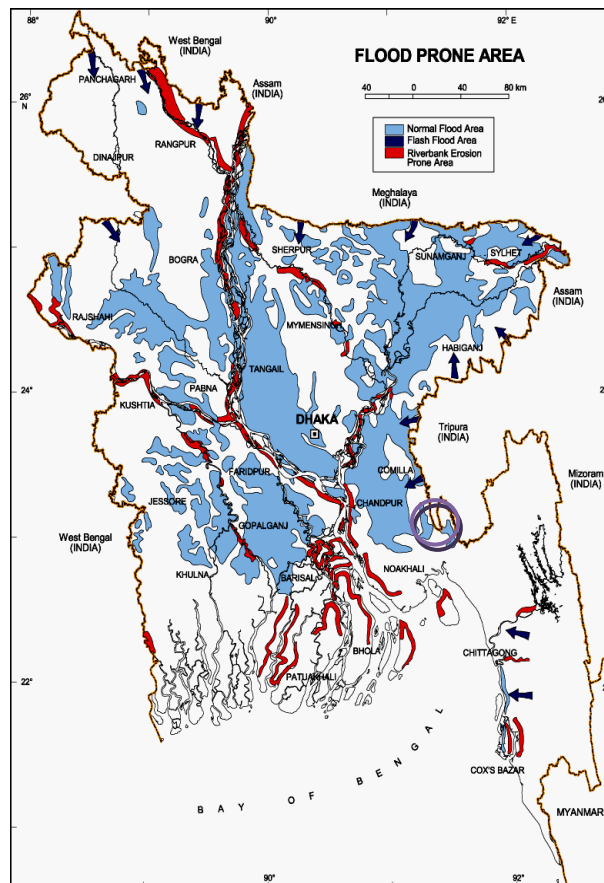 88°
90°
92°E
West Bengal
(INDIA)
FLOOD PRONE AREA
40 0 40 80 km
PANCHAGARH
Assam
(INDIA)
26°
N
RANGPUR
Normal Flood Area
Flash Flood Area
Riverbank Erosion
Prone Area
DINAJPUR
Meghalaya
(INDIA)
SHERPUR
SUNAMGANJ
SYLHET
BOGRA
Assam
(INDIA)
RAJSHAHI
MYMENSINGH
HABIGANJ
TANGAIL
24°
PABNA
KUSHTIA
DHAKA
Tripura
(INDIA)
FARIDPUR
COMILLA
Mizoram
(INDIA)
JESSORE
CHANDPUR
GOPALGANJ
West Bengal
(INDIA)
KHULNA
BARISAL
NOAKHALI
BHOLA
CHITTAGONG
22°
PATUAKHALI
COX'S BAZAR
BAY OF BENGAL
MYANMAR
90°
92°